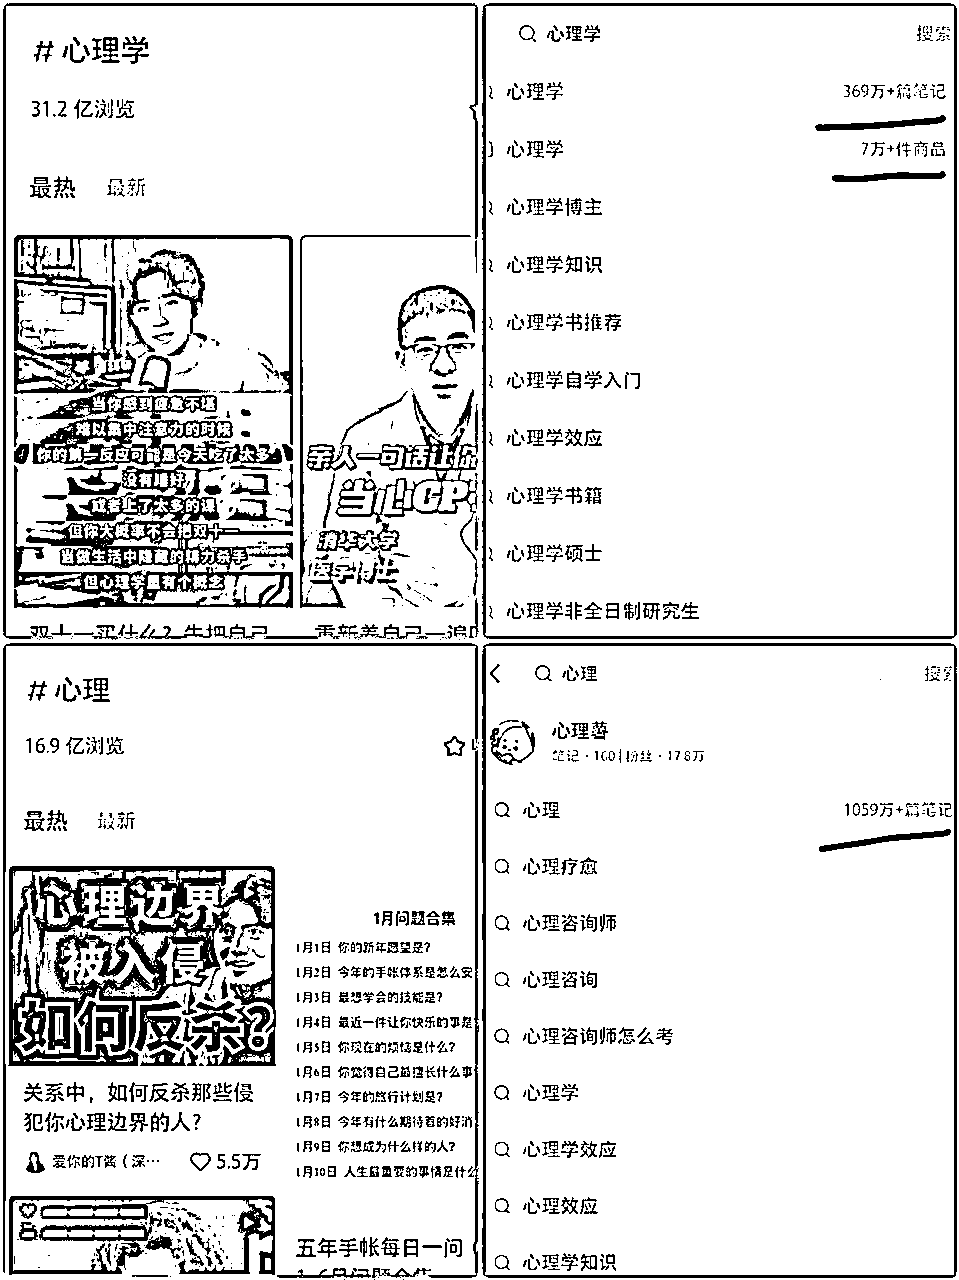 # 心理学
31.2 亿浏览
最热 最新
当你感到疲惫不堪
难以集中注意力的时候
你的第一反应可能是今天吃了太多
没有睡好
或者上了太多的课
但你大概率不会把双十一
当做生活中隐藏的精力杀手
但心理学里有个概念
亲人一句话让你
当心!CP
清华大学
医学博士
双十一买什么？先把自己
重新养自己一遍
心理学
搜索
心理学 369万+篇笔记
心理学 7万+件商品
心理学博主
心理学知识
心理学书推荐
心理学自学入门
心理学效应
心理学书籍
心理学硕士
心理学非全日制研究生
# 心理
16.9 亿浏览
最热 最新
心理边界
被入侵
如何反杀?
关系中，如何反杀那些侵
犯你心理边界的人？
爱你的T酱（深… 5.5万
1月问题合集
1月1日 你的新年愿望是?
1月2日 今年的手帐体系是怎么安
1月3日 最想学会的技能是?
1月4日 最近一件让你快乐的事是?
1月5日 你现在的烦恼是什么?
1月6日 你觉得自己最擅长什么事
1月7日 今年的旅行计划是?
1月8日 今年有什么期待着的好消
1月9日 你想成为什么样的人?
1月10日 人生最重要的事情是什么
五年手帐每日一问
1-6月问题合集
心理
搜索
心理蒈
笔记·160 | 粉丝·17.8万
心理 1059万+篇笔记
心理疗愈
心理咨询师
心理咨询
心理咨询师怎么考
心理学
心理学效应
心理效应
心理学知识